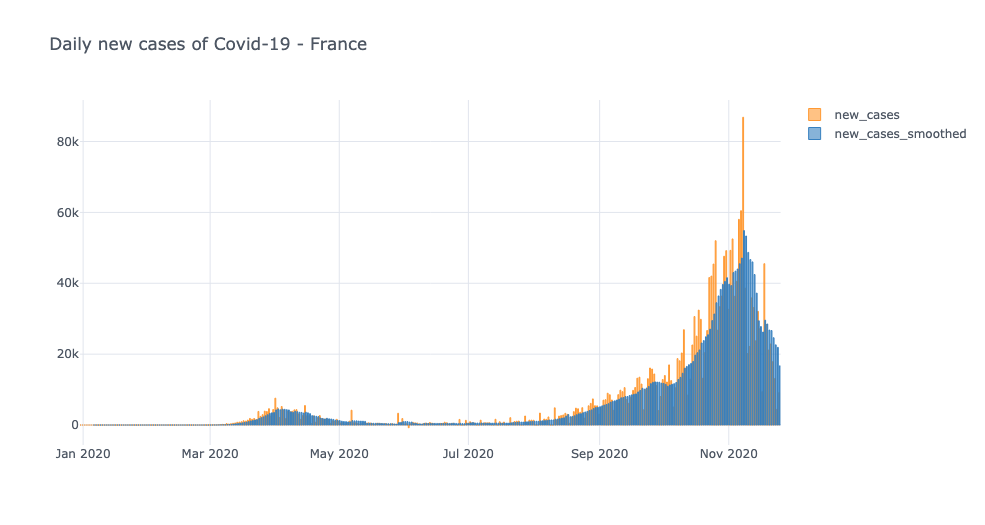 Daily new cases of Covid-19 - France
new_cases
new_cases_smoothed
80k
60k
40k
20k
0
Jan 2020
Mar 2020
May 2020
Jul 2020
Sep 2020
Nov 2020